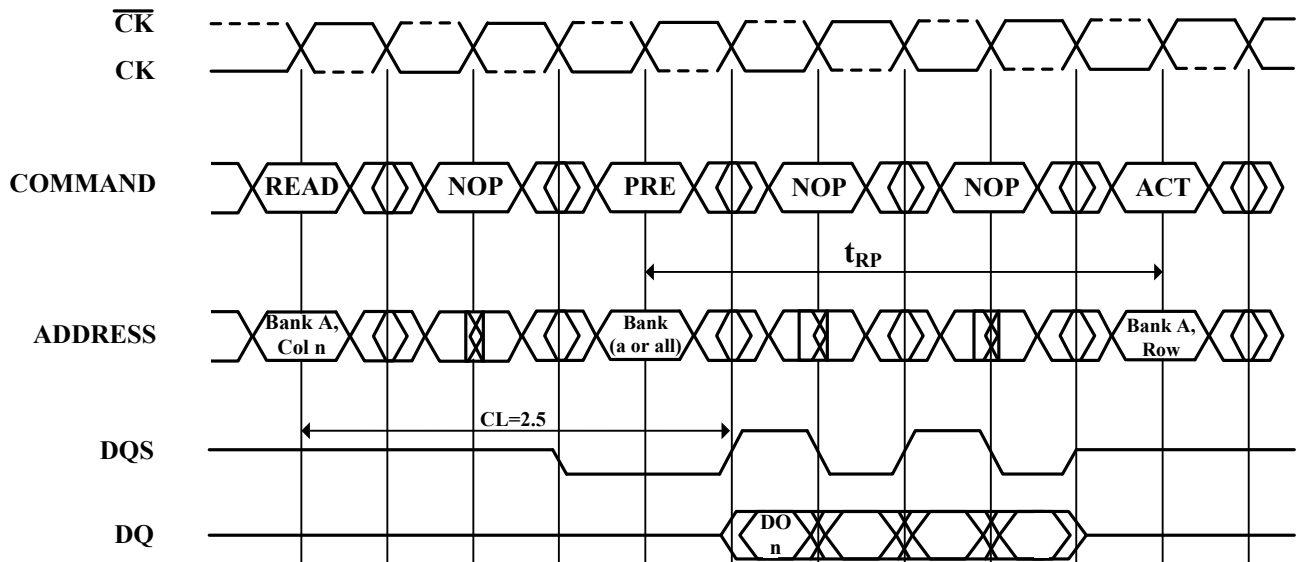 CK
CK
COMMAND
READ
NOP
PRE
NOP
NOP
ACT
tRP
ADDRESS
Bank A,
Col n
Bank
(a or all)
Bank A,
Row
CL=2.5
DQS
DQ
DO
n